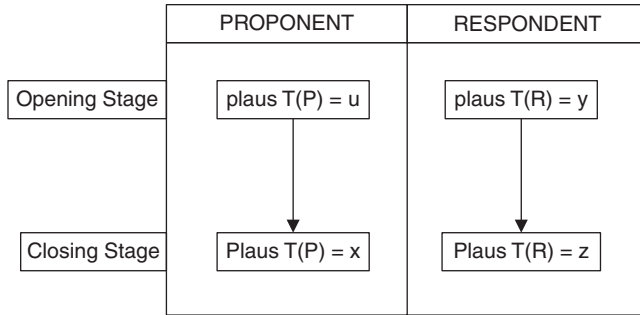 PROPONENT RESPONDENT
Opening Stage plaus T(P) = u plaus T(R) = y
Closing Stage Plaus T(P) = x Plaus T(R) = z